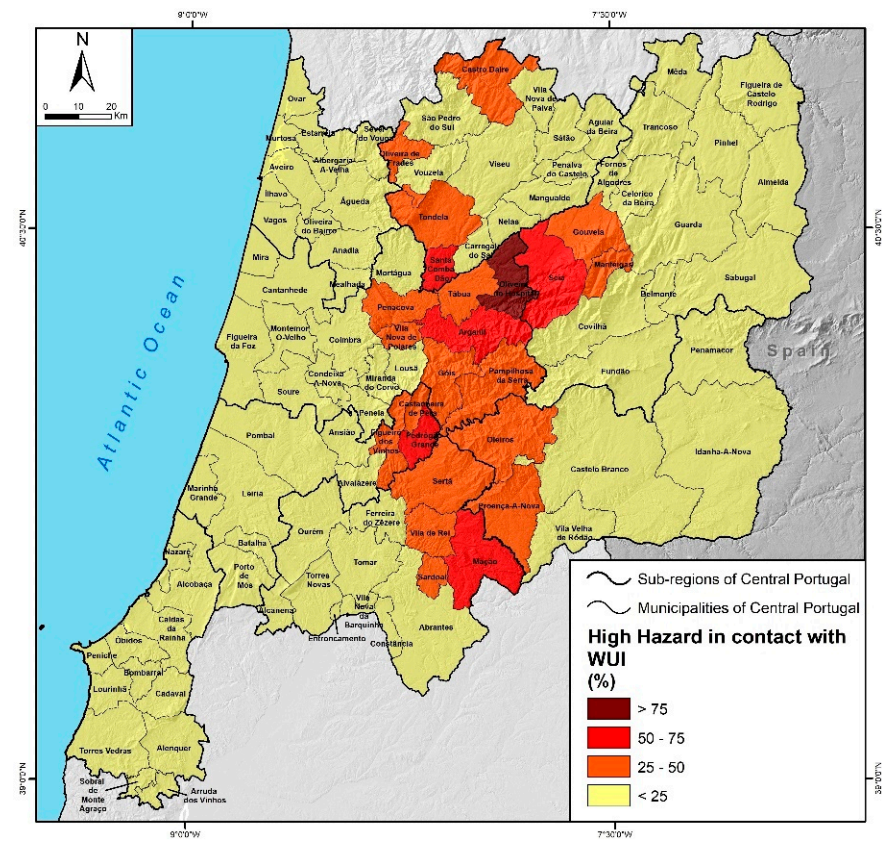 9°0'0"W
7°30'0"W
N
0 10 20
Km
Castro Daire
Mêda
Figueira de
Castelo
Rodrigo
Ovar
Vila
Nova de
Paiva
São Pedro
do Sul
Aguiar
da Beira
Trancoso
Murtosa
Estarreja
Sever
do Vouga
Sátão
Pinhel
Oliveira de
Frades
Aveiro
Albergaria-
A-Velha
Viseu
Penalva
do Castelo
Fornos
de
Algodres
Vouzela
Almeida
Ílhavo
Águeda
Mangualde
Celorico
da Beira
Vagos
Oliveira
do Bairro
Tondela
Nelas
Gouveia
Guarda
40°30'0"N
40°30'0"N
Anadia
Carregal
do Sal
Mira
Mortágua
Santa
Comba
Dão
Manteigas
Seia
Sabugal
Mealhada
Oliveira
do Hospital
Cantanhede
Tábua
Belmonte
Penacova
Covilhã
Figueira
da Foz
Montemor-
O-Velho
Coimbra
Vila
Nova de
Poiares
Arganil
Penamacor
Spain
Lousã
Góis
Pampilhosa
da Serra
Fundão
Condeixa-
A-Nova
Miranda
do Corvo
Soure
Penela
Castanheira
de Pêra
Atlantic Ocean
Pombal
Ansião
Figueiró
dos
Vinhos
Pedrógão
Grande
Oleiros
Idanha-A-Nova
Castelo Branco
Marinha
Grande
Leiria
Alvaiázere
Sertã
Proença-A-Nova
Ferreira
do Zêzere
Ourém
Vila de Rei
Vila Velha
de Ródão
Batalha
Nazaré
Porto
de
Mós
Tomar
Mação
Alcobaça
Torres
Novas
Sardoal
Vila
Nova
da
Barquinha
Alcanena
Caldas
da
Rainha
Abrantes
Entroncamento
Constância
Óbidos
Peniche
Bombarral
Lourinhã
Cadaval
Torres Vedras
Alenquer
Sobral
de
Monte
Agraço
Arruda
dos Vinhos
39°0'0"N
39°0'0"N
Sub-regions of Central Portugal
Municipalities of Central Portugal
High Hazard in contact with
WUI
(%)
> 75
50 - 75
25 - 50
< 25
9°0'0"W
7°30'0"W